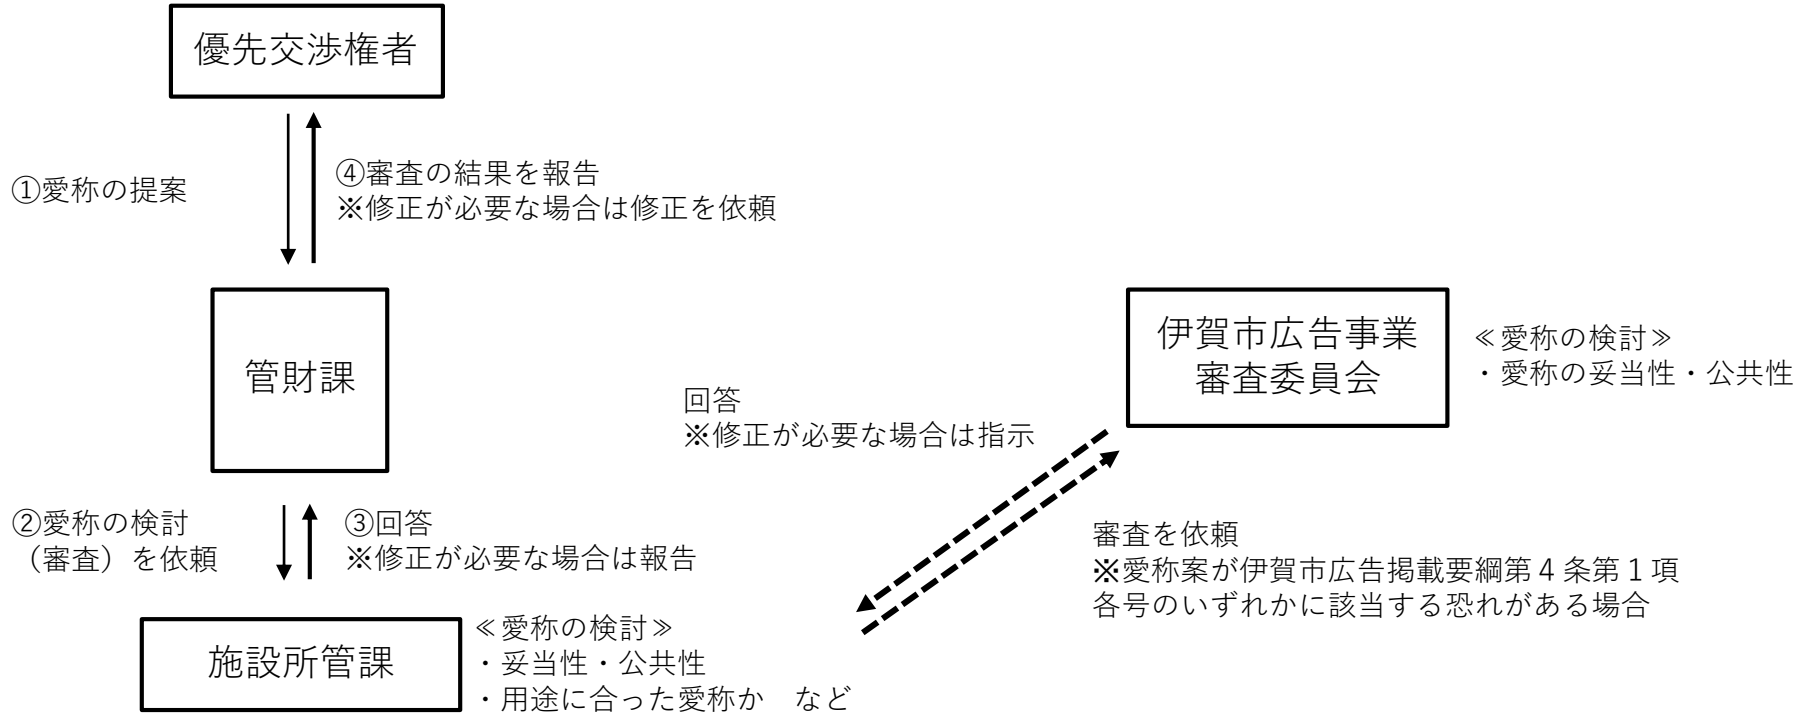 優先交渉権者
①愛称の提案
④審査の結果を報告
※修正が必要な場合は修正を依頼
管財課
伊賀市広告事業
審査委員会
≪愛称の検討≫
・愛称の妥当性・公共性
回答
※修正が必要な場合は指示
②愛称の検討
（審査）を依頼
③回答
※修正が必要な場合は報告
審査を依頼
※愛称案が伊賀市広告掲載要綱第４条第１項
各号のいずれかに該当する恐れがある場合
施設所管課
≪愛称の検討≫
・妥当性・公共性
・用途に合った愛称か　など